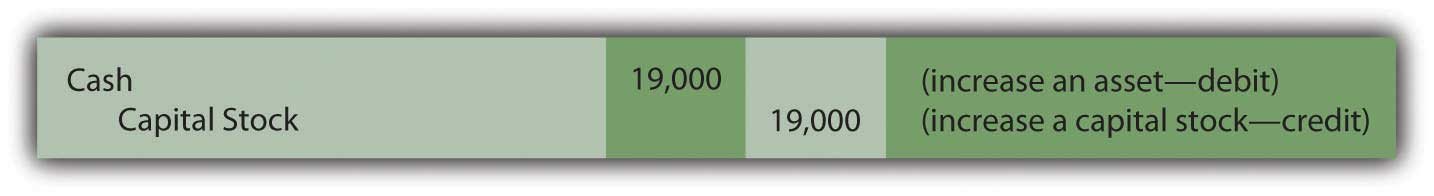 Cash 19,000 (increase an asset—debit)
Capital Stock 19,000 (increase a capital stock—credit)